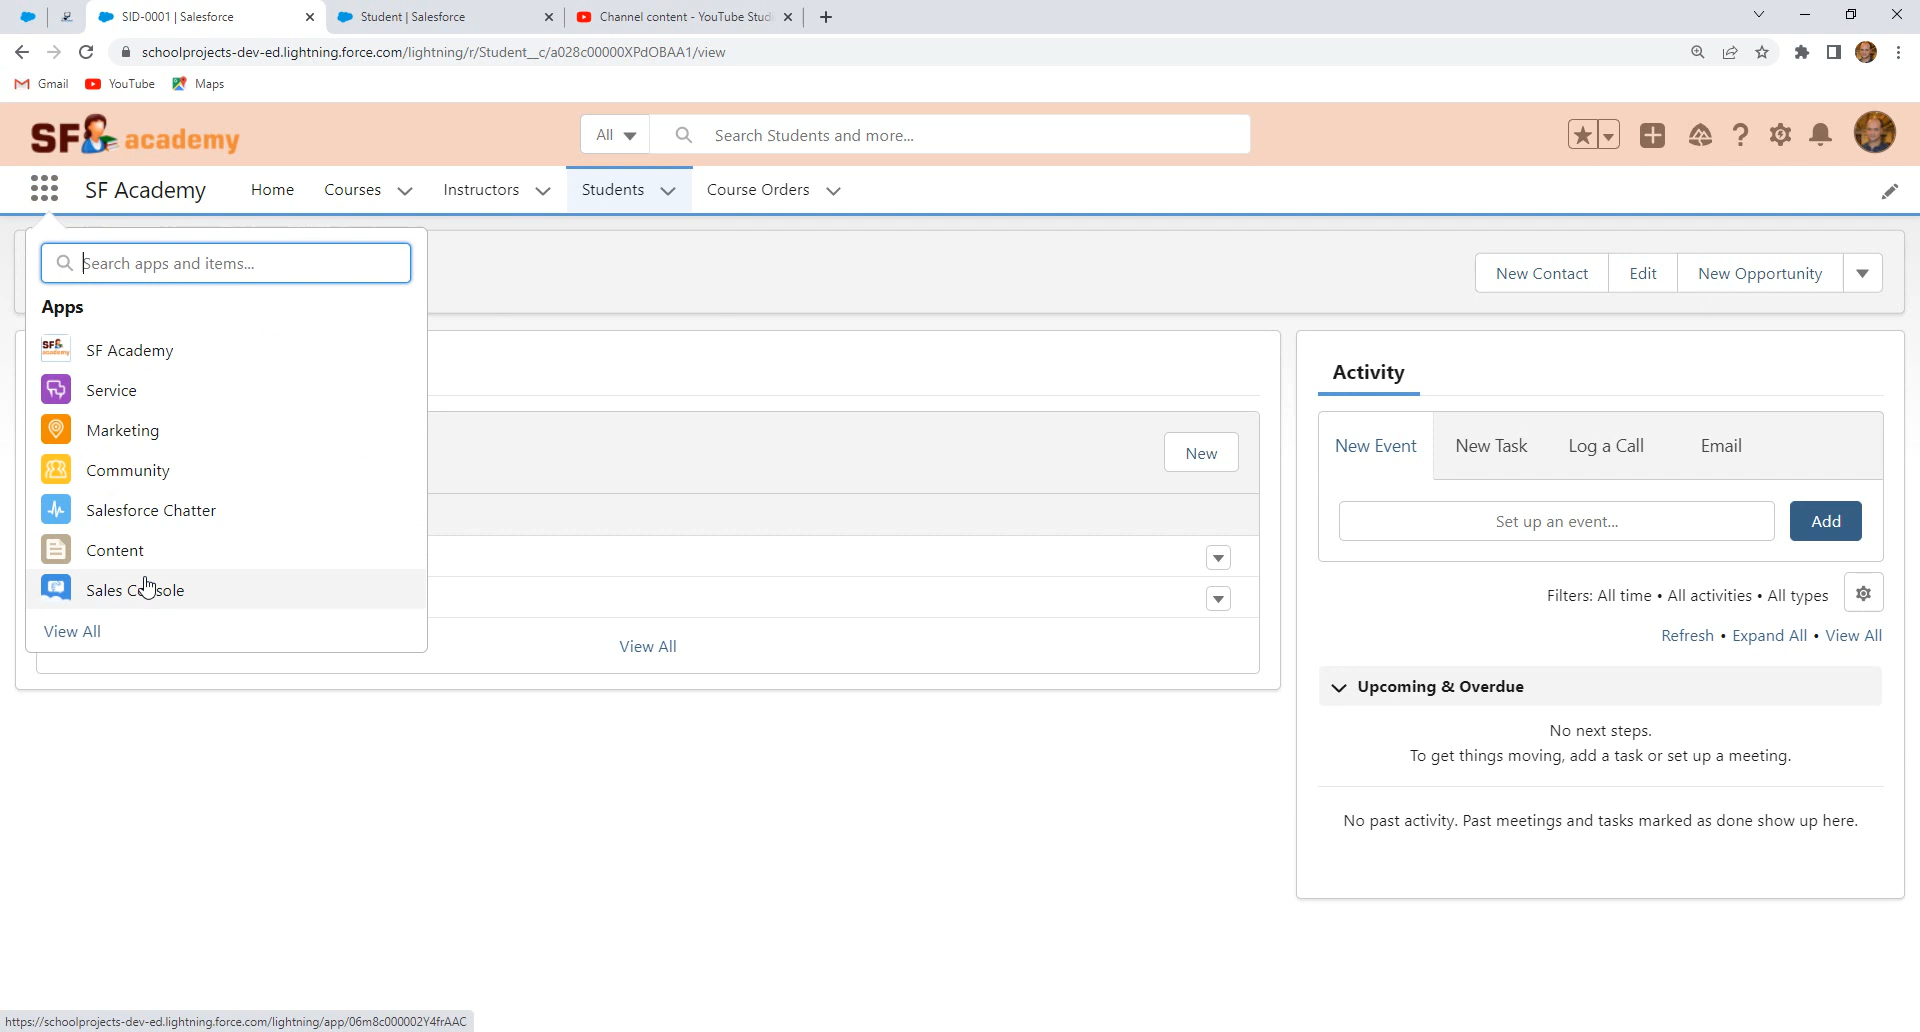 SID-0001 | Salesforce
Student | Salesforce
Channel content - YouTube Studi
schoolprojects-dev-ed.lightning.force.com/lightning/r/Student__c/a028c00000XPdOBAA1/view
Gmail
YouTube
Maps
SF academy
All
Search Students and more...
SF Academy
Home
Courses
Instructors
Students
Course Orders
Search apps and items...
New Contact
Edit
New Opportunity
Apps
SF Academy
Service
Marketing
Community
Salesforce Chatter
Content
Sales Console
View All
New
View All
Activity
New Event
New Task
Log a Call
Email
Set up an event...
Add
Filters: All time • All activities • All types
Refresh • Expand All • View All
Upcoming & Overdue
No next steps.
To get things moving, add a task or set up a meeting.
No past activity. Past meetings and tasks marked as done show up here.
https://schoolprojects-dev-ed.lightning.force.com/lightning/app/06m8c000002Y4frAAC